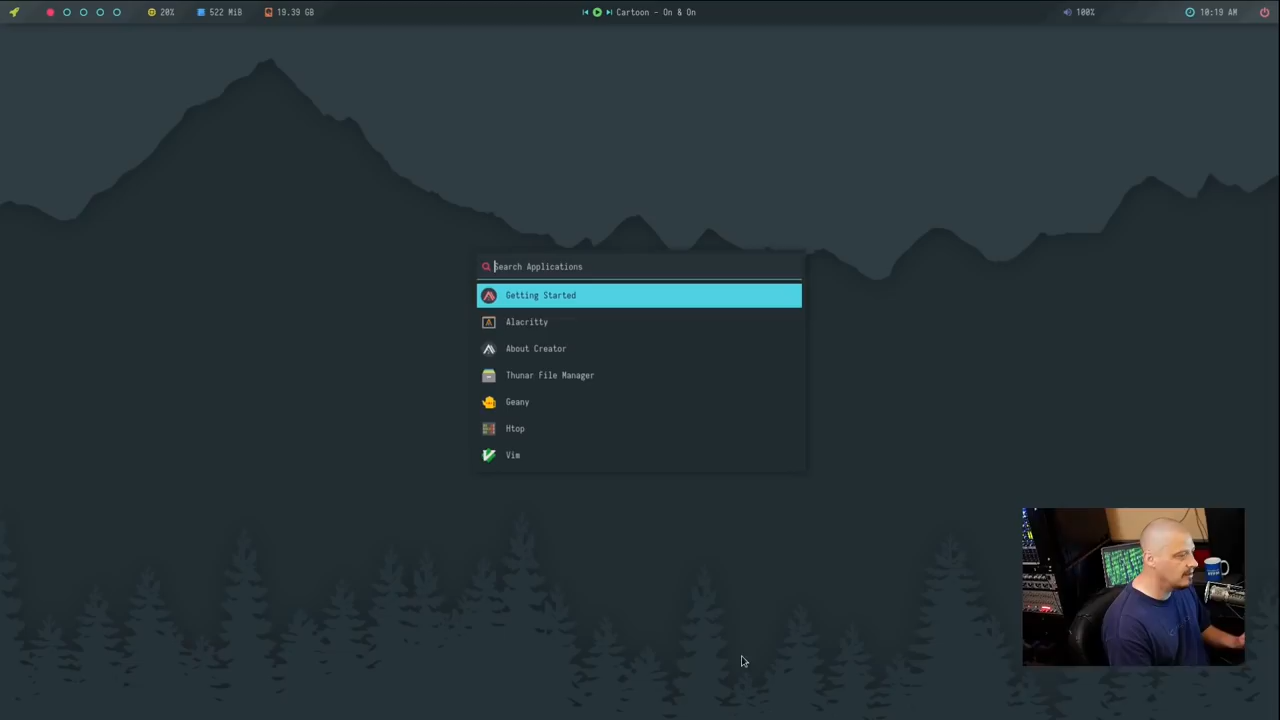 20% 522 MiB 19.39 GB Cartoon - On & On 100% 10:19 AM
Search Applications
Getting Started
Alacritty
About Creator
Thunar File Manager
Geany
Htop
Vim